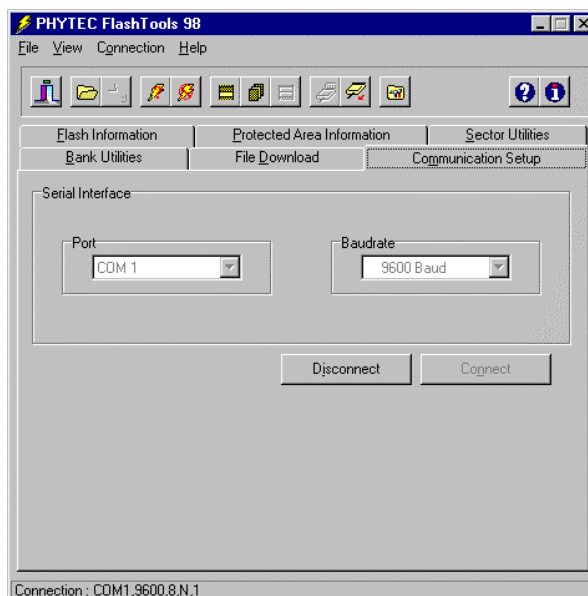 PHYTEC FlashTools 98
File View Connection Help
Flash Information Protected Area Information Sector Utilities
Bank Utilities File Download Communication Setup
Serial Interface
Port Baudrate
COM 1 9600 Baud
Disconnect Connect
Connection : COM1,9600,8,N,1